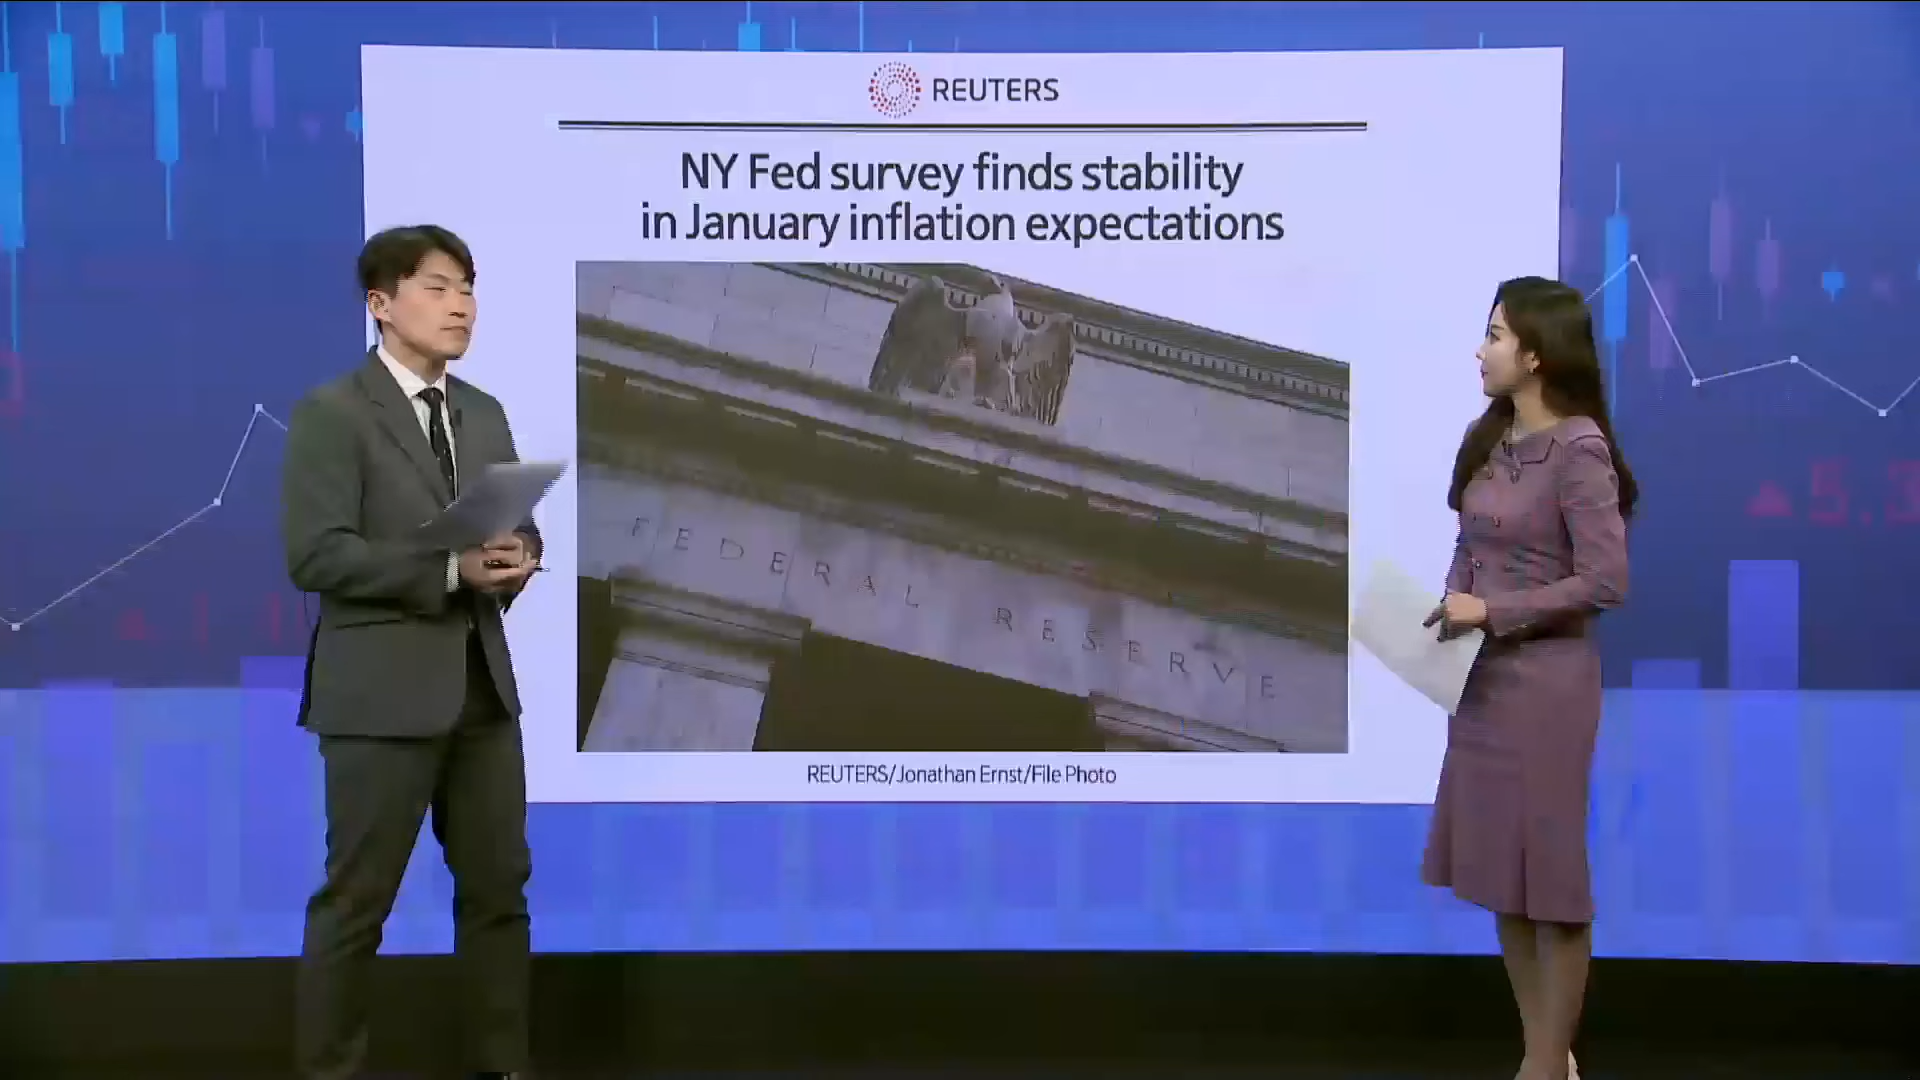 REUTERS
NY Fed survey finds stability
in January inflation expectations
FEDERAL RESERVE
REUTERS/Jonathan Ernst/File Photo